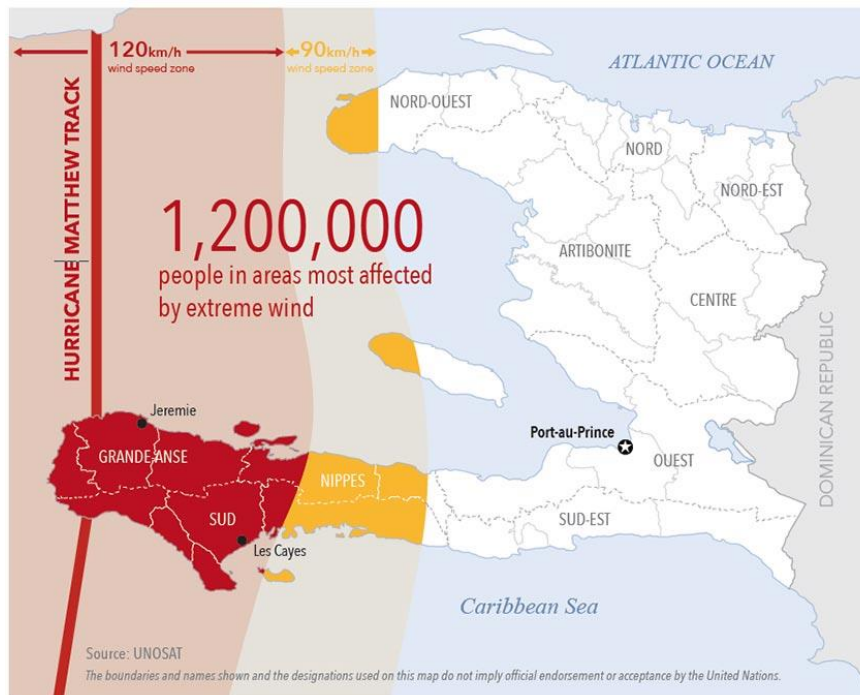 120km/h
wind speed zone
90km/h
wind speed zone
ATLANTIC OCEAN
NORD-OUEST
NORD
NORD-EST
HURRICANE MATTHEW TRACK
1,200,000
people in areas most affected
by extreme wind
ARTIBONITE
CENTRE
DOMINICAN REPUBLIC
Jeremie
Port-au-Prince
GRANDE ANSE
NIPPES
OUEST
SUD
SUD-EST
Les Cayes
Caribbean Sea
Source: UNOSAT
The boundaries and names shown and the designations used on this map do not imply official endorsement or acceptance by the United Nations.